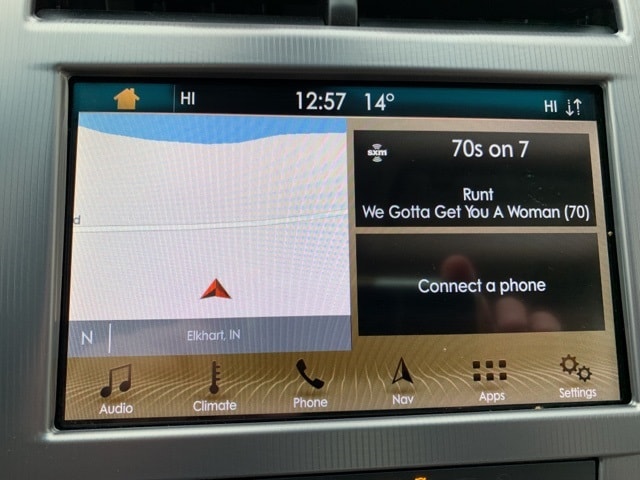 HI 12:57 14° HI
sxm 70s on 7
Runt
We Gotta Get You A Woman (70)
d
Connect a phone
N Elkhart, IN
Audio Climate Phone Nav Apps Settings